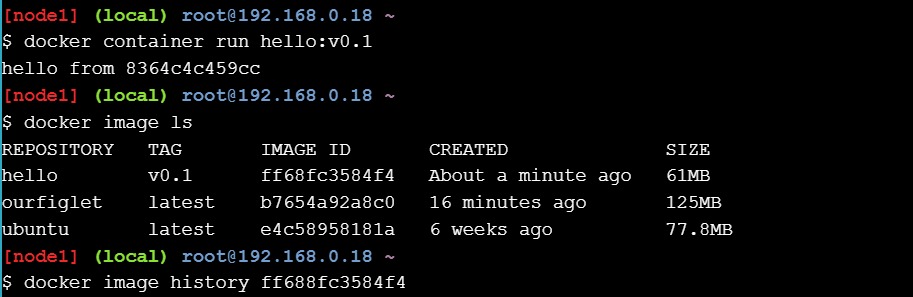 [node1] (local) root@192.168.0.18 ~
$ docker container run hello:v0.1
hello from 8364c4c459cc
[node1] (local) root@192.168.0.18 ~
$ docker image ls
REPOSITORY   TAG       IMAGE ID       CREATED              SIZE
hello        v0.1      ff68fc3584f4   About a minute ago   61MB
ourfiglet    latest    b7654a92a8c0   16 minutes ago       125MB
ubuntu       latest    e4c58958181a   6 weeks ago          77.8MB
[node1] (local) root@192.168.0.18 ~
$ docker image history ff688fc3584f4